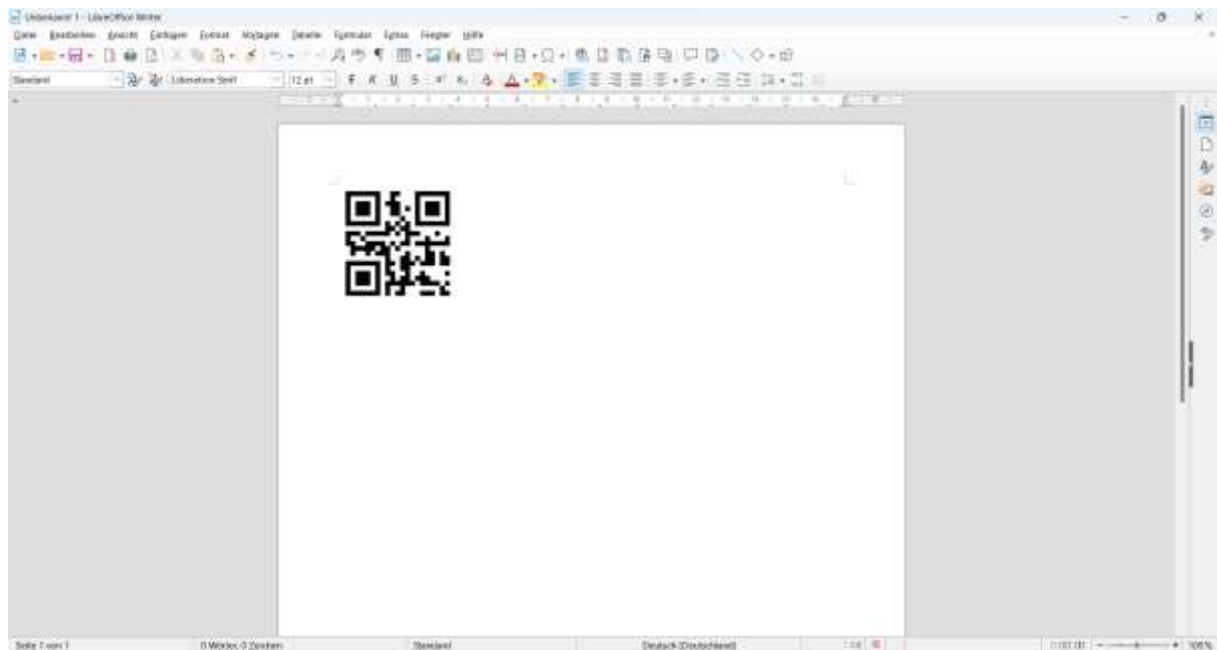 Unbenannt 1 - LibreOffice Writer
Datei Bearbeiten Ansicht Einfügen Format Vorlagen Tabelle Formular Extras Fenster Hilfe
Standard Liberation Serif 12 pt F K U S
Seite 1 von 1 0 Wörter, 0 Zeichen Standard Deutsch (Deutschland) 100%